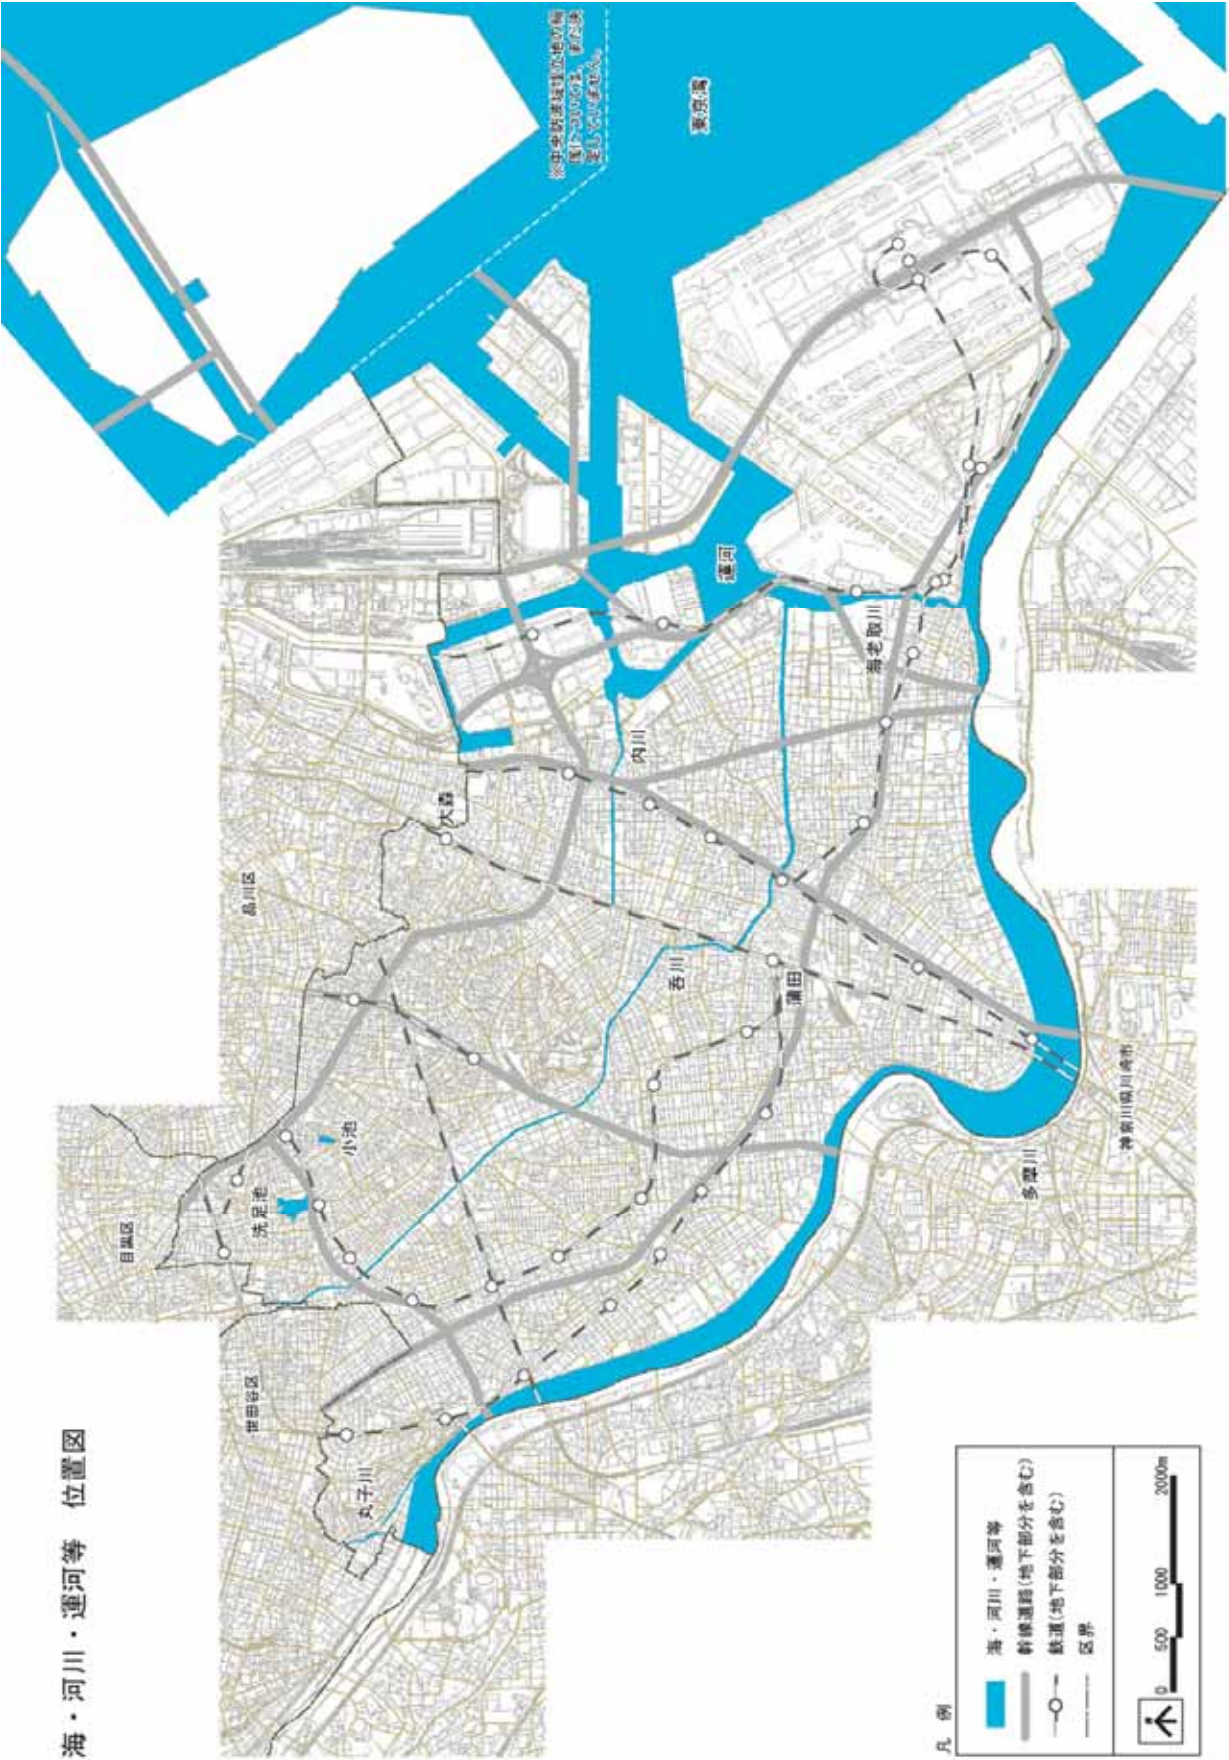 海・河川・運河等　位置図
※中央防波堤埋立地の帰
属については、まだ決
定していません。
東京湾
運河
海老取川
内川
大森
品川区
呑川
蒲田
小池
洗足池
目黒区
世田谷区
丸子川
多摩川
神奈川県川崎市
凡　例
海・河川・運河等
幹線道路(地下部分を含む)
鉄道(地下部分を含む)
区界
0 500 1000 2000m